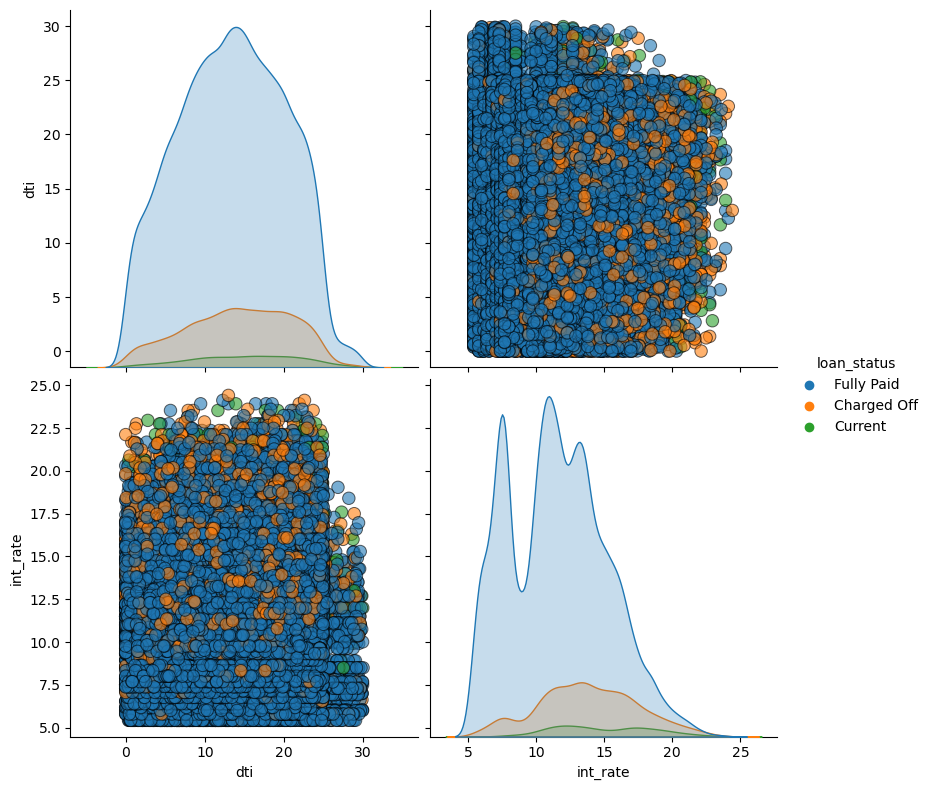 30
25
20
15
10
5
0
dti
25.0
22.5
20.0
17.5
15.0
12.5
10.0
7.5
5.0
int_rate
0 10 20 30
dti
5 10 15 20 25
int_rate
loan_status
Fully Paid
Charged Off
Current